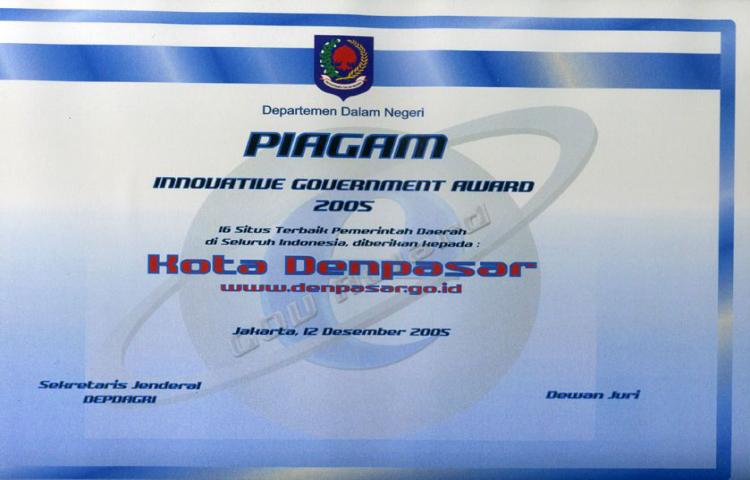 Departemen Dalam Negeri
PIAGAM
INNOVATIVE GOVERNMENT AWARD
2005
16 Situs Terbaik Pemerintah Daerah
di Seluruh Indonesia, diberikan kepada :
Kota Denpasar
www.denpasar.go.id
Jakarta, 12 Desember 2005
Sekretaris Jenderal
DEPDAGRI
Dewan Juri